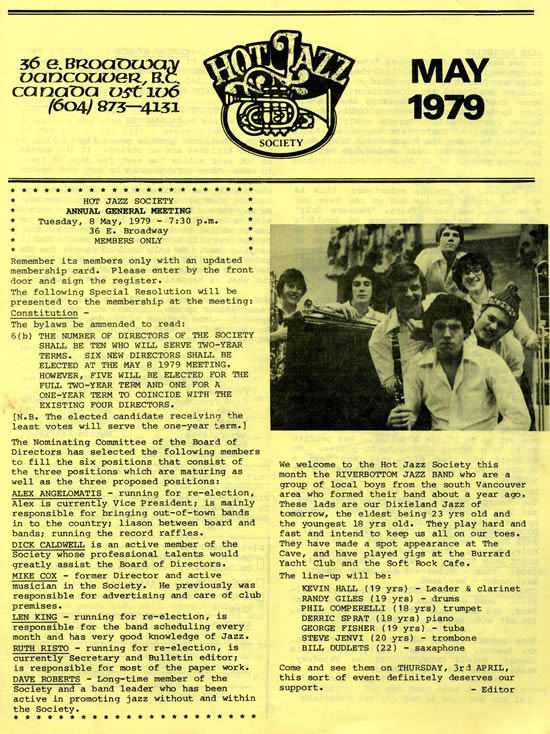 36 E. Broadway
Vancouver, B.C.
Canada V5T 1V6
(604) 873-4131
HOT JAZZ
SOCIETY
MAY
1979
* * * * * * * * * * * * * * * * * * * * *
* HOT JAZZ SOCIETY *
* ANNUAL GENERAL MEETING *
* Tuesday, 8 May, 1979 - 7:30 p.m. *
* 36 E. Broadway *
* MEMBERS ONLY *
Remember its members only with an updated
membership card. Please enter by the front
door and sign the register.
The following Special Resolution will be
presented to the membership at the meeting:
Constitution -
The bylaws be ammended to read:
6(b) THE NUMBER OF DIRECTORS OF THE SOCIETY
SHALL BE TEN WHO WILL SERVE TWO-YEAR
TERMS. SIX NEW DIRECTORS SHALL BE
ELECTED AT THE MAY 8 1979 MEETING.
HOWEVER, FIVE WILL BE ELECTED FOR THE
FULL TWO-YEAR TERM AND ONE FOR A
ONE-YEAR TERM TO COINCIDE WITH THE
EXISTING FOUR DIRECTORS.
[N.B. The elected candidate receiving the
least votes will serve the one-year term.]
The Nominating Committee of the Board of
Directors has selected the following members
to fill the six positions that consist of
the three positions which are maturing as
well as the three proposed positions:
ALEX ANGELOMATIS - running for re-election,
Alex is currently Vice President; is mainly
responsible for bringing out-of-town bands
in to the country; liason between board and
bands; running the record raffles.
DICK CALDWELL is an active member of the
Society whose professional talents would
greatly assist the Board of Directors.
MIKE COX - former Director and active
musician in the Society. He previously was
responsible for advertising and care of club
premises.
LEN KING - running for re-election, is
responsible for the band scheduling every
month and has very good knowledge of Jazz.
RUTH RISTO - running for re-election, is
currently Secretary and Bulletin editor;
is responsible for most of the paper work.
DAVE ROBERTS - Long-time member of the
Society and a band leader who has been
active in promoting jazz without and within
the Society.
* * * * * * * * * * * * * * * * * * * * *
We welcome to the Hot Jazz Society this
month the RIVERBOTTOM JAZZ BAND who are a
group of local boys from the south Vancouver
area who formed their band about a year ago.
These lads are our Dixieland Jazz of
tomorrow, the eldest being 23 yrs old and
the youngest 18 yrs old. They play hard and
fast and intend to keep us all on our toes.
They have made a spot appearance at The
Cave, and have played gigs at the Burrard
Yacht Club and the Soft Rock Cafe.
The line-up will be:
KEVIN HALL (19 yrs) - Leader & clarinet
RANDY GILES (19 yrs) - drums
PHIL COMPERELLI (18 yrs) trumpet
DERRIC SPRAT (18 yrs) piano
GEORGE FISHER (19 yrs) - tuba
STEVE JENVI (20 yrs) - trombone
BILL DUDLETS (22) - saxaphone
Come and see them on THURSDAY, 3rd APRIL,
this sort of event definitely deserves our
support. - Editor